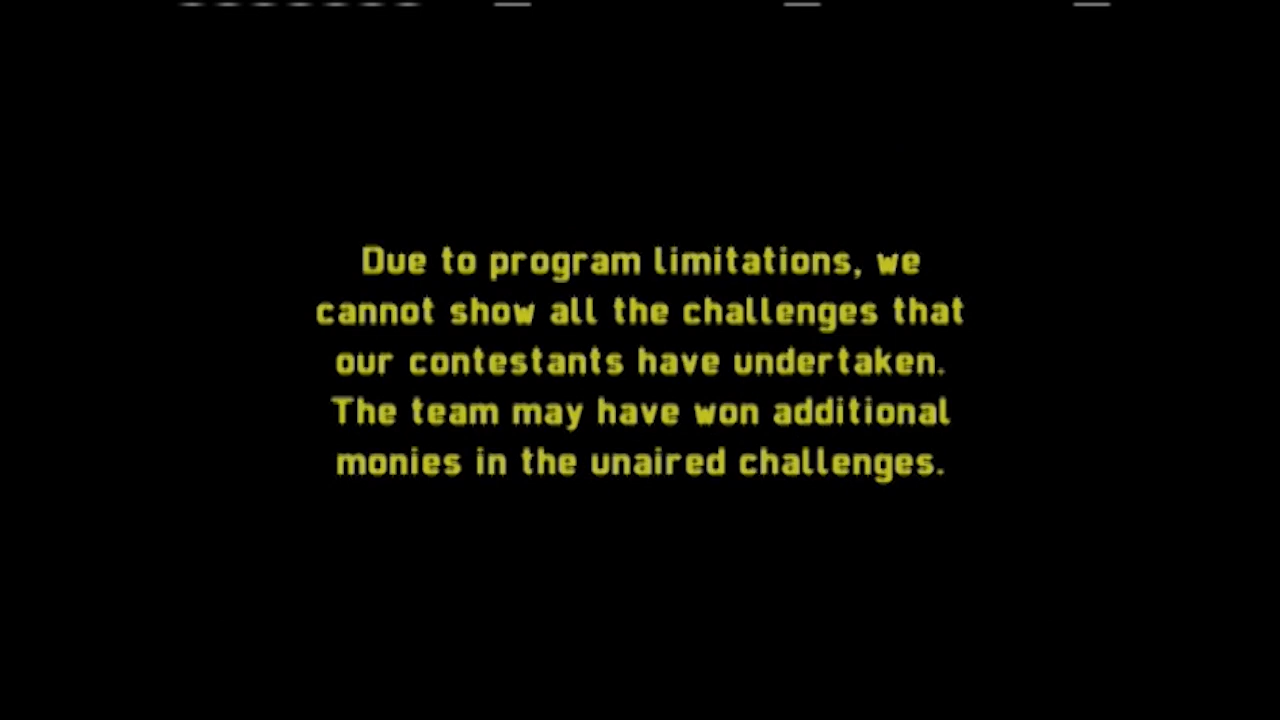 Due to program limitations, we
cannot show all the challenges that
our contestants have undertaken.
The team may have won additional
monies in the unaired challenges.